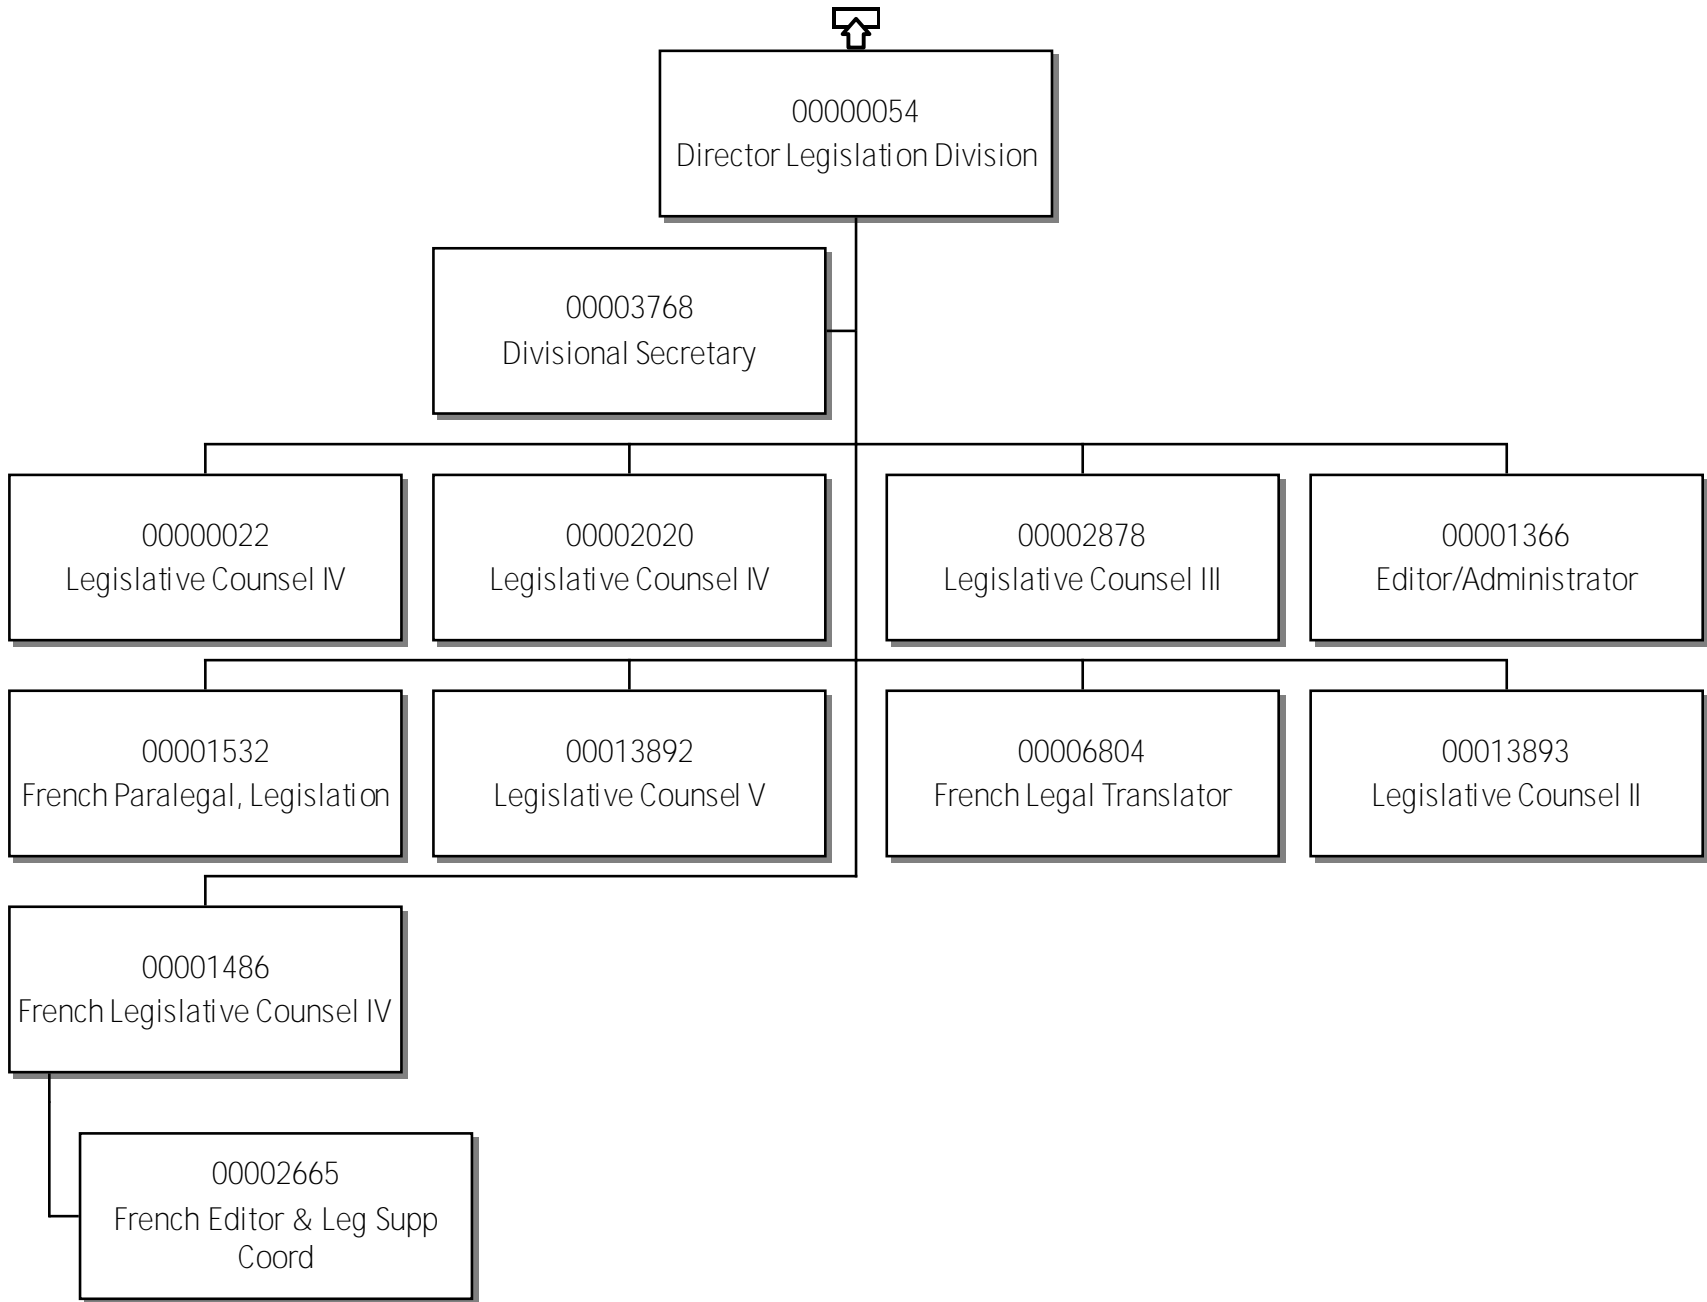 00000054
Director Legislation Division
00003768
Divisional Secretary
00000022
Legislative Counsel IV
00002020
Legislative Counsel IV
00002878
Legislative Counsel III
00001366
Editor/Administrator
00001532
French Paralegal, Legislation
00013892
Legislative Counsel V
00006804
French Legal Translator
00013893
Legislative Counsel II
00001486
French Legislative Counsel IV
00002665
French Editor & Leg Supp
Coord